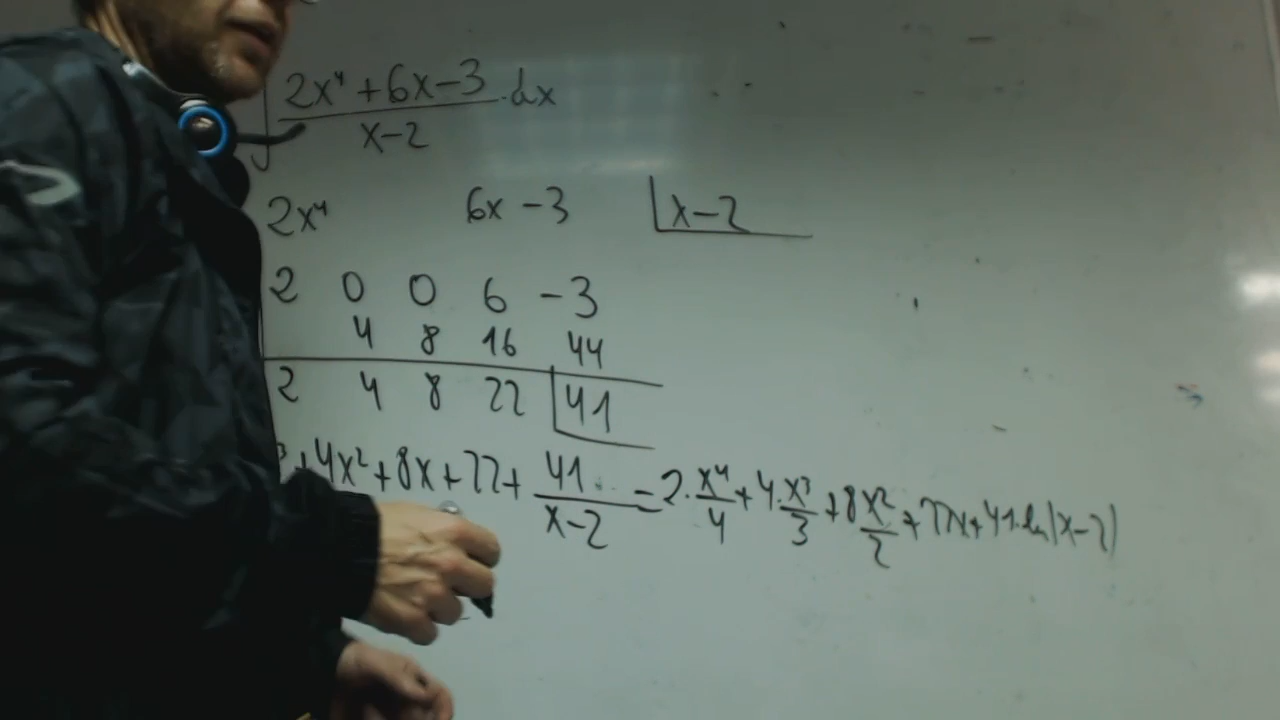 ∫ 2x⁴+6x-3 / x-2 · dx
2x⁴ 6x -3 x-2
2 0 0 6 -3
4 8 16 44
2 4 8 22 41
³+4x²+8x+22+ 41 / x-2 = 2·x⁴/4 + 4·x³/3 + 8x²/2 + 22x+41·ln|x-2|